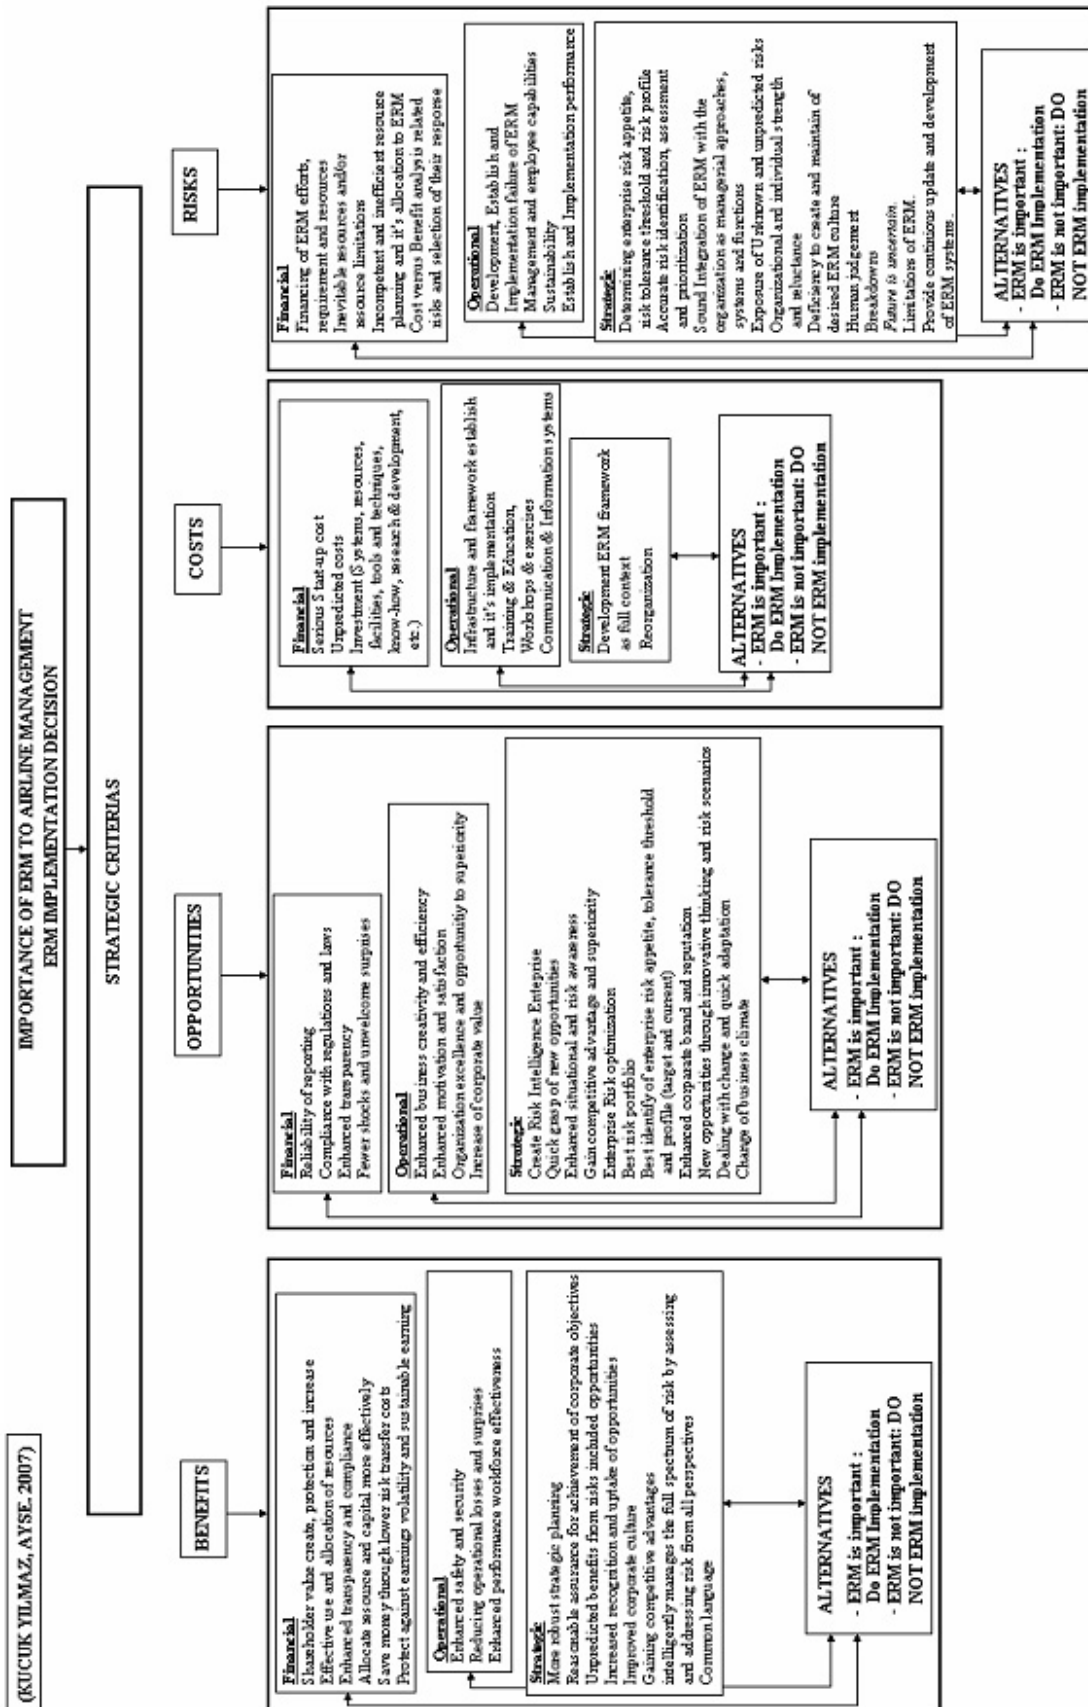 (KUCUK YILMAZ, AYSE. 2007)
IMPORTANCE OF ERM TO AIRLINE MANAGEMENT
ERM IMPLEMENTATION DECISION
STRATEGIC CRITERIAS
BENEFITS
Financial
Shareholder value create, protection and increase
Effective use and allocation of resources
Enhanced transparency and compliance
Allocate resource and capital more effectively
Save money through lower risk transfer costs
Protect against earnings volatility and sustainable earning
Operational
Enhanced safety and security
Reducing operational losses and surprises
Enhanced performance workforce effectiveness
Strategic
More robust strategic planning
Reasonable assurance for achievement of corporate objectives
Unpredicted benefits from risks included opportunities
Increased recognition and uptake of opportunities
Improved corporate culture
Gaining competitive advantages
intelligently manages the full spectrum of risk by assessing
and addressing risk from all perspectives
Common language
ALTERNATIVES
- ERM is important :
Do ERM Implementation
- ERM is not important: DO
NOT ERM implementation
OPPORTUNITIES
Financial
Reliability of reporting
Compliance with regulations and laws
Enhanced transparency
Fewer shocks and unwelcome surprises
Operational
Enhanced business creativity and efficiency
Enhanced motivation and satisfaction
Organization excellence and opportunitiy to superiority
Increase of corporate value
Strategic
Create Risk Intelligence Enteprise
Quick grasp of new opportunities
Enhanced situational and risk awareness
Gain competitive advantage and superiority
Enterprise Risk optimization
Best risk portfolio
Best identify of enterprise risk appetite, tolerance threshold
and profile (target and current)
Enhanced corparate brand and reputation
New opportunities through innovative thinking and risk scenarios
Dealing with change and quick adaptation
Change of business climate
ALTERNATIVES
- ERM is important :
Do ERM Implementation
- ERM is not important: DO
NOT ERM implementation
COSTS
Financial
Serious Start-up cost
Unpredicted costs
Investment (Systems, resources,
facilities, tools and techniques,
know-how, research & development,
etc.)
Operational
Infrastructure and framework establish
and it's implementation
Training & Education,
Workshops & exercises
Communication & Information systems
Strategic
Development ERM framework
as full context
Reorganization
ALTERNATIVES
- ERM is important :
Do ERM Implementation
- ERM is not important: DO
NOT ERM implementation
RISKS
Financial
Financing of ERM efforts,
requirement and resources
Inevitable resources and/or
resource limitations
Incompetent and inefficient resource
planning and it's allocation to ERM
Cost versus Benefit analysis related
risks and selection of their response
Operational
Development, Establish and
Implementation failure of ERM
Management and employee capabilities
Sustainability
Establish and Implementation performance
Strategic
Determining enterprise risk appetite,
risk tolerance threshold and risk profile
Accurate risk identification, assessment
and prioritization
Sound Integration of ERM with the
organization as managerial approaches,
systems and functions
Exposure of Unknown and unpredicted risks
Organizational and individual strength
and reluctance
Deficiency to create and maintain of
desired ERM culture
Human judgement
Breakdowns
Future is uncertain.
Limitations of ERM.
Provide continious update and development
of ERM systems.
ALTERNATIVES
- ERM is important :
Do ERM Implementation
- ERM is not important: DO
NOT ERM implementation